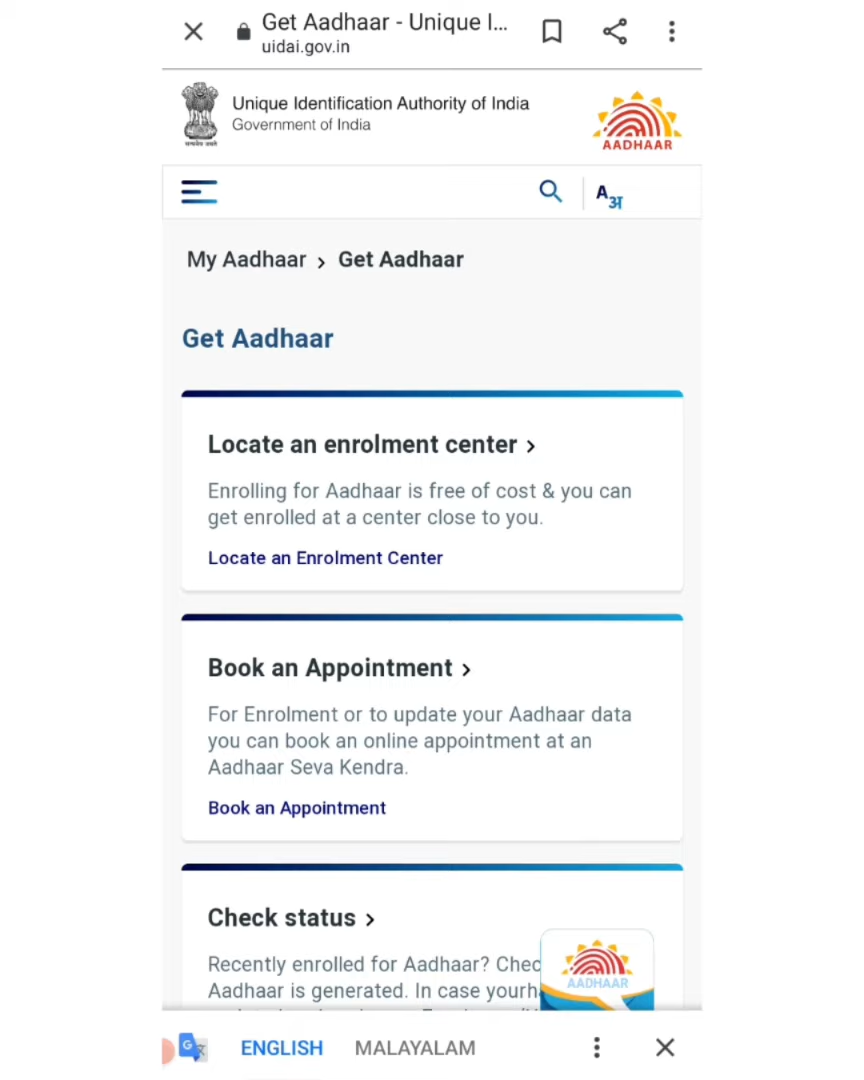 Get Aadhaar - Unique I...
uidai.gov.in
Unique Identification Authority of India
Government of India
सत्यमेव जयते
AADHAAR
A अ
My Aadhaar › Get Aadhaar
Get Aadhaar
Locate an enrolment center ›
Enrolling for Aadhaar is free of cost & you can
get enrolled at a center close to you.
Locate an Enrolment Center
Book an Appointment ›
For Enrolment or to update your Aadhaar data
you can book an online appointment at an
Aadhaar Seva Kendra.
Book an Appointment
Check status ›
Recently enrolled for Aadhaar? Chec
Aadhaar is generated. In case your
AADHAAR
G
ENGLISH MALAYALAM